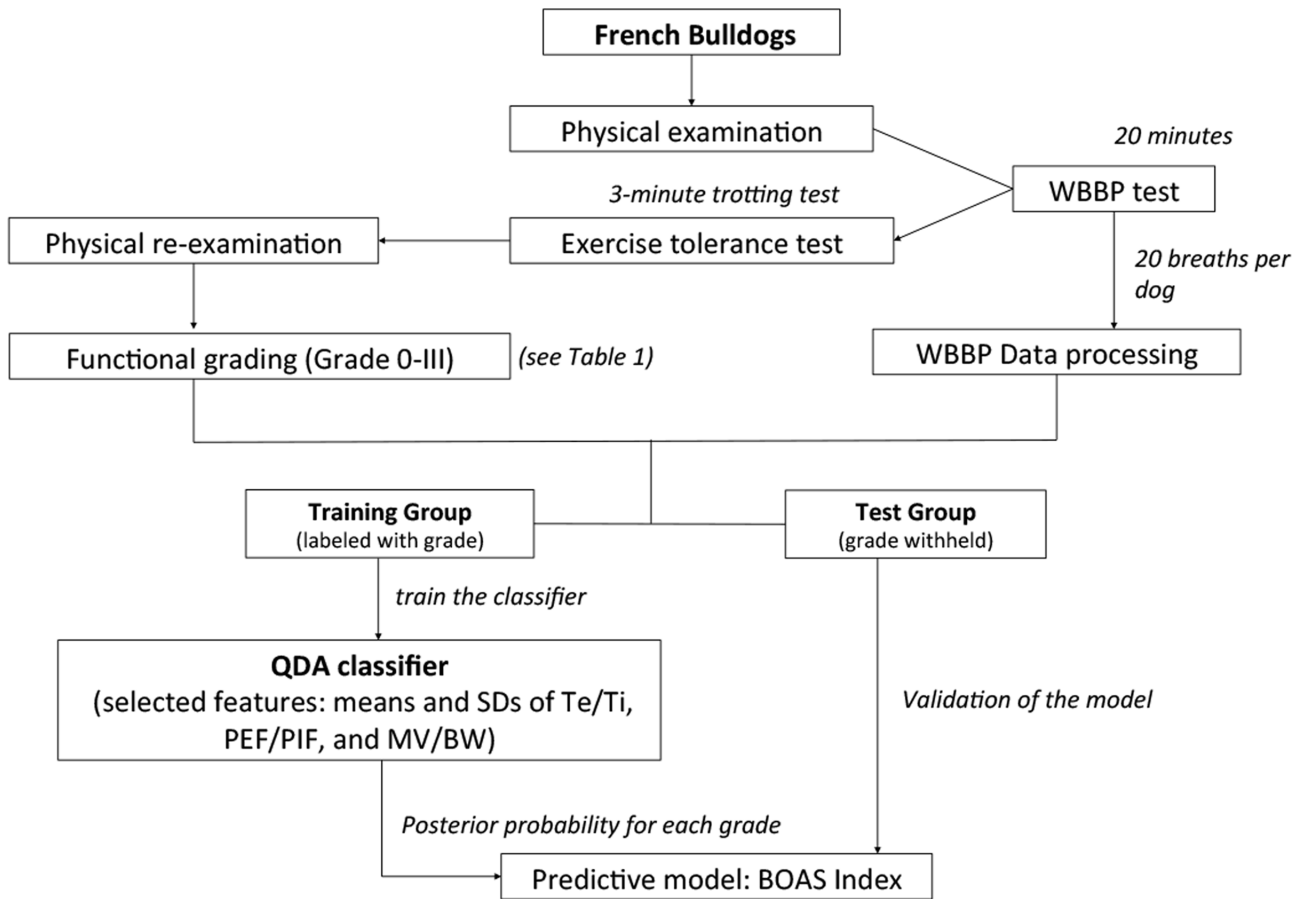 French Bulldogs
Physical examination
20 minutes
WBBP test
3-minute trotting test
Physical re-examination
Exercise tolerance test
20 breaths per
dog
Functional grading (Grade 0-III)
(see Table 1)
WBBP Data processing
Training Group
(labeled with grade)
Test Group
(grade withheld)
train the classifier
QDA classifier
(selected features: means and SDs of Te/Ti,
PEF/PIF, and MV/BW)
Validation of the model
Posterior probability for each grade
Predictive model: BOAS Index